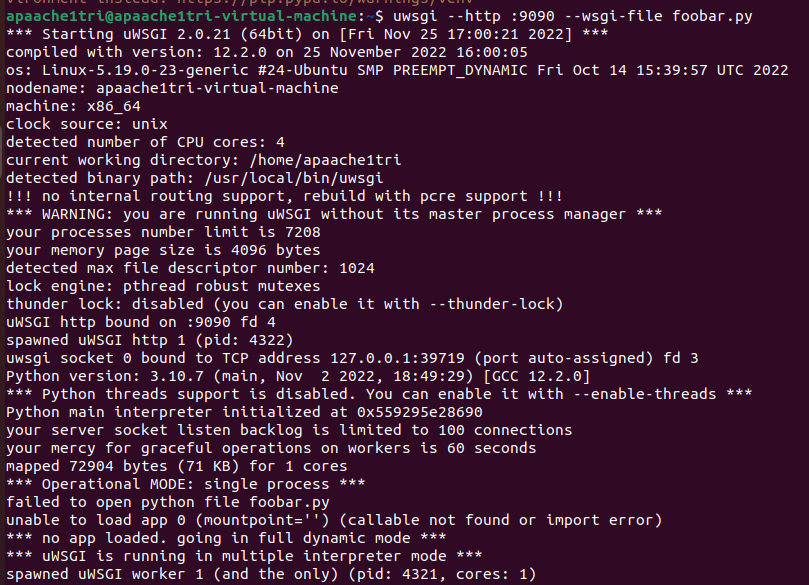 vironment instead: https://pip.pypa.io/warnings/venv
apaache1tri@apaache1tri-virtual-machine:~$ uwsgi --http :9090 --wsgi-file foobar.py
*** Starting uWSGI 2.0.21 (64bit) on [Fri Nov 25 17:00:21 2022] ***
compiled with version: 12.2.0 on 25 November 2022 16:00:05
os: Linux-5.19.0-23-generic #24-Ubuntu SMP PREEMPT_DYNAMIC Fri Oct 14 15:39:57 UTC 2022
nodename: apaache1tri-virtual-machine
machine: x86_64
clock source: unix
detected number of CPU cores: 4
current working directory: /home/apaache1tri
detected binary path: /usr/local/bin/uwsgi
!!! no internal routing support, rebuild with pcre support !!!
*** WARNING: you are running uWSGI without its master process manager ***
your processes number limit is 7208
your memory page size is 4096 bytes
detected max file descriptor number: 1024
lock engine: pthread robust mutexes
thunder lock: disabled (you can enable it with --thunder-lock)
uWSGI http bound on :9090 fd 4
spawned uWSGI http 1 (pid: 4322)
uwsgi socket 0 bound to TCP address 127.0.0.1:39719 (port auto-assigned) fd 3
Python version: 3.10.7 (main, Nov  2 2022, 18:49:29) [GCC 12.2.0]
*** Python threads support is disabled. You can enable it with --enable-threads ***
Python main interpreter initialized at 0x559295e28690
your server socket listen backlog is limited to 100 connections
your mercy for graceful operations on workers is 60 seconds
mapped 72904 bytes (71 KB) for 1 cores
*** Operational MODE: single process ***
failed to open python file foobar.py
unable to load app 0 (mountpoint='') (callable not found or import error)
*** no app loaded. going in full dynamic mode ***
*** uWSGI is running in multiple interpreter mode ***
spawned uWSGI worker 1 (and the only) (pid: 4321, cores: 1)